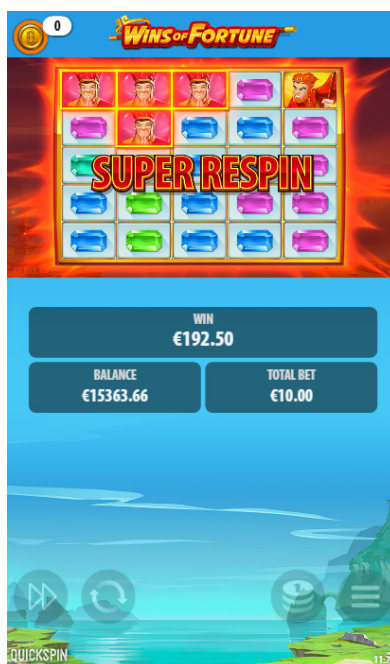 0
WINS OF FORTUNE
SUPER RESPIN
WIN
€192.50
BALANCE
€15363.66
TOTAL BET
€10.00
QUICKSPIN